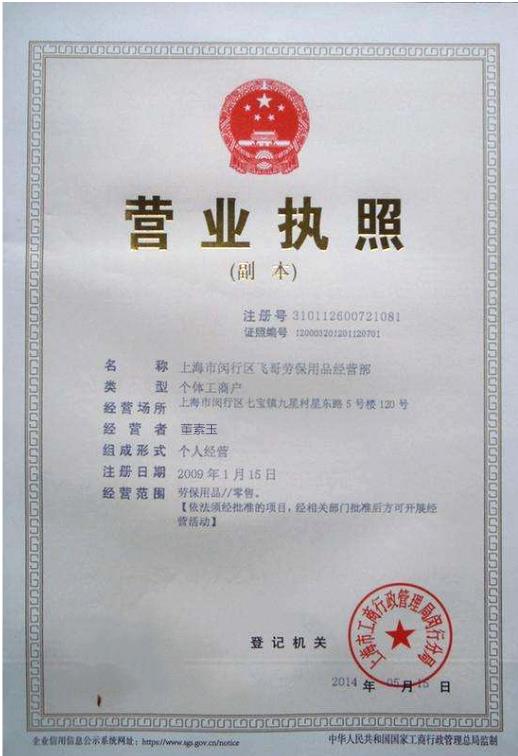 营业执照
(副 本)
注册号 310112600721081
证照编号 12000320120112070​1
名 称 上海市闵行区飞哥劳保用品经营部
类 型 个体工商户
经营场所 上海市闵行区七宝镇九星村星东路5号楼120号
经 营 者 茧素玉
组成形式 个人经营
注册日期 2009年1月15日
经营范围 劳保用品//零售。
【依法须经批准的项目，经相关部门批准后方可开展经
营活动】
上海市工商行政管理局闵行分局
登记机关
2014 年 05 月 15 日
企业信用信息公示系统网址：https://www.sgs.gov.cn/notice
中华人民共和国国家工商行政管理总局监制